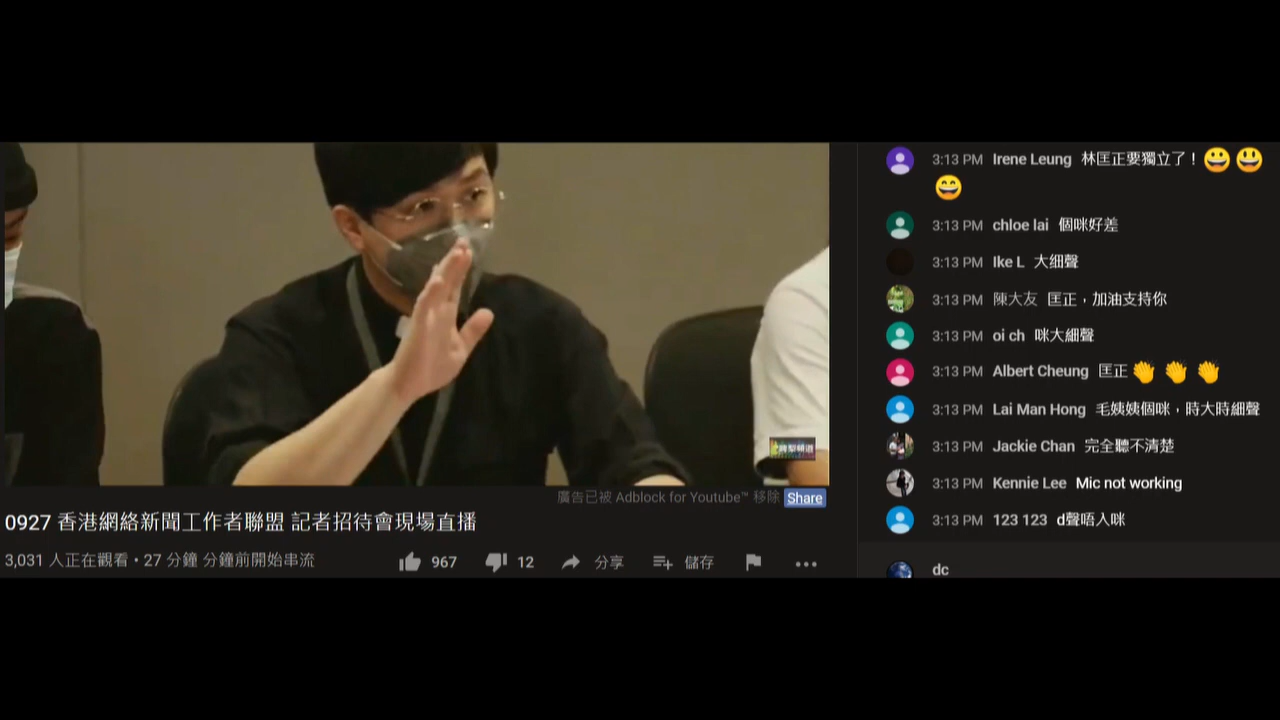 3:13 PM Irene Leung 林匡正要獨立了！😀 😃
😄
3:13 PM chloe lai 個咪好差
3:13 PM Ike L 大細聲
3:13 PM 陳大友 匡正，加油支持你
3:13 PM oi ch 咪大細聲
3:13 PM Albert Cheung 匡正👏 👏 👏
3:13 PM Lai Man Hong 毛姨姨個咪，時大時細聲
3:13 PM Jackie Chan 完全聽不清楚
3:13 PM Kennie Lee Mic not working
3:13 PM 123 123 d聲唔入咪
dc
廣告已被 Adblock for Youtube™ 移除 Share
0927 香港網絡新聞工作者聯盟 記者招待會現場直播
3,031 人正在觀看 • 27 分鐘 分鐘前開始串流
967 12 分享 儲存